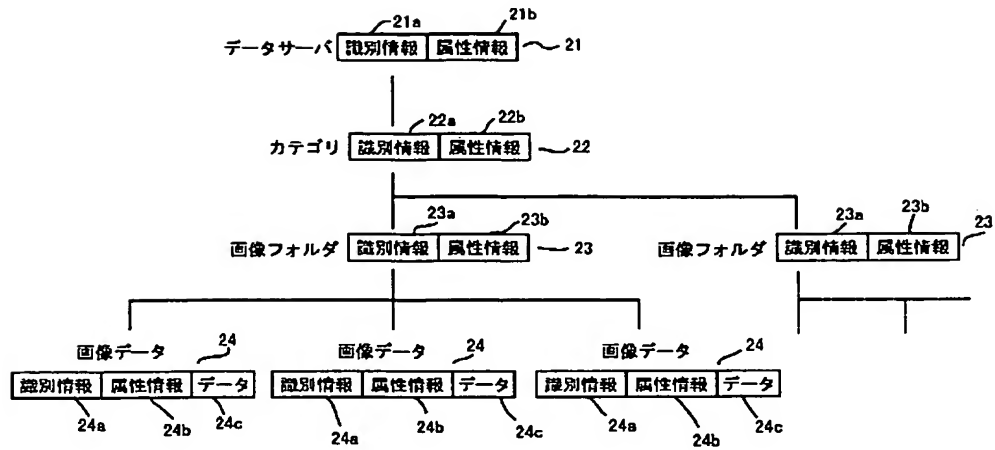 21a 21b
データサーバ 識別情報 属性情報 21
22a 22b
カテゴリ 識別情報 属性情報 22
23a 23b 23a 23b 23
画像フォルダ 識別情報 属性情報 23 画像フォルダ 識別情報 属性情報
画像データ 24 画像データ 24 画像データ 24
識別情報 属性情報 データ 識別情報 属性情報 データ 識別情報 属性情報 データ
24a 24b 24c 24a 24b 24c 24a 24b 24c